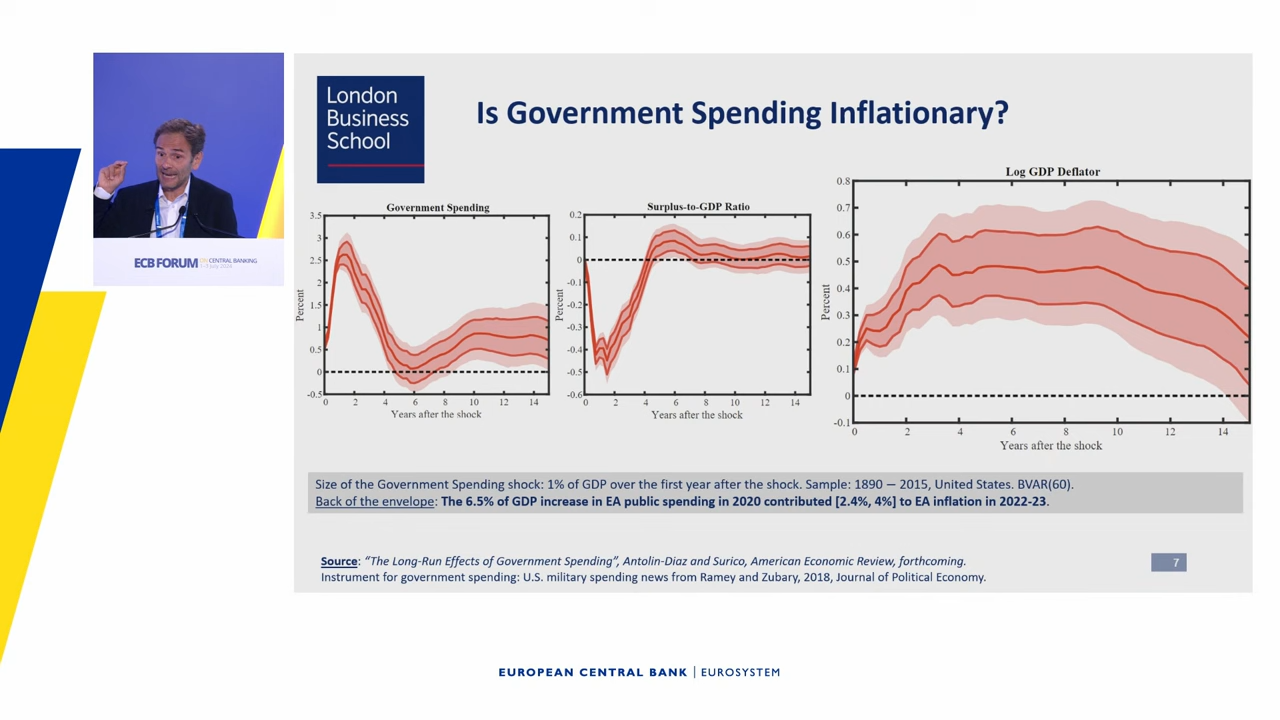 London
Business
School
Is Government Spending Inflationary?
Government Spending
3.5
3
2.5
2
1.5
1
0.5
0
-0.5
Percent
0 2 4 6 8 10 12 14
Years after the shock
Surplus-to-GDP Ratio
0.2
0.1
0
-0.1
-0.2
-0.3
-0.4
-0.5
-0.6
Percent
0 2 4 6 8 10 12 14
Years after the shock
Log GDP Deflator
0.8
0.7
0.6
0.5
0.4
0.3
0.2
0.1
0
-0.1
Percent
0 2 4 6 8 10 12 14
Years after the shock
ECB FORUM ON CENTRAL BANKING
1-3 July 2024
Size of the Government Spending shock: 1% of GDP over the first year after the shock. Sample: 1890 – 2015, United States. BVAR(60).
Back of the envelope: The 6.5% of GDP increase in EA public spending in 2020 contributed [2.4%, 4%] to EA inflation in 2022-23.
Source: “The Long-Run Effects of Government Spending”, Antolin-Diaz and Surico, American Economic Review, forthcoming.
Instrument for government spending: U.S. military spending news from Ramey and Zubary, 2018, Journal of Political Economy.
7
EUROPEAN CENTRAL BANK | EUROSYSTEM